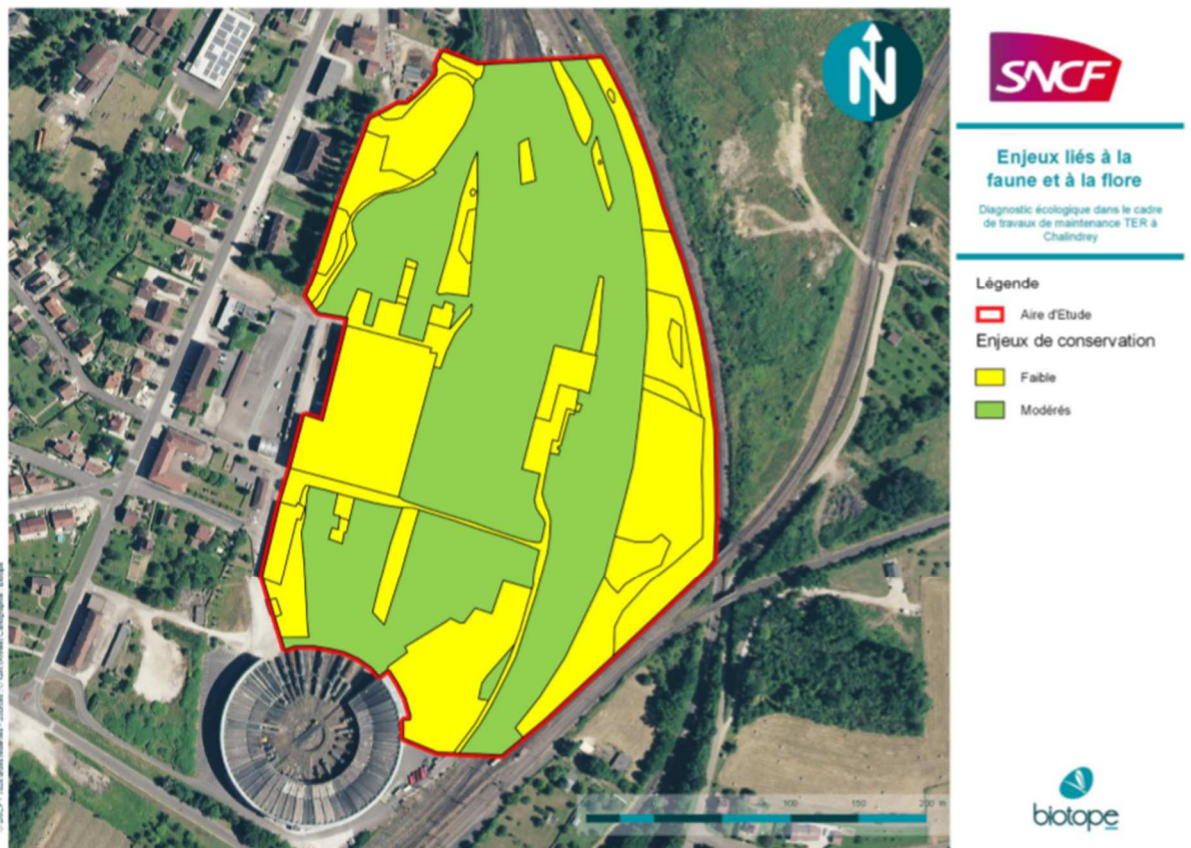 N
SNCF
Enjeux liés à la
faune et à la flore
Diagnostic écologique dans le cadre
de travaux de maintenance TER à
Chalindrey
Légende
Aire d'Etude
Enjeux de conservation
Faible
Modérés
100
150
200 m
biotope